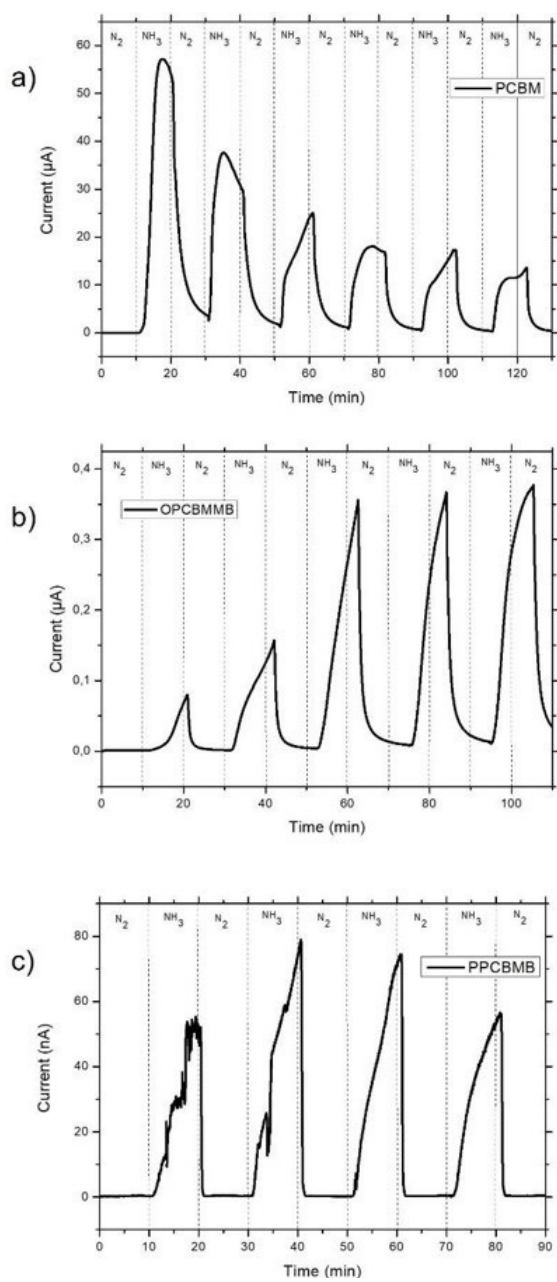 a)
N2 NH3 N2 NH3 N2 NH3 N2 NH3 N2 NH3 N2 NH3 N2
PCBM
60
50
40
30
20
10
0
Current (µA)
0 20 40 60 80 100 120
Time (min)
b)
N2 NH3 N2 NH3 N2 NH3 N2 NH3 N2 NH3 N2
OPCBMMB
0,4
0,3
0,2
0,1
0,0
Current (µA)
0 20 40 60 80 100
Time (min)
c)
N2 NH3 N2 NH3 N2 NH3 N2 NH3 N2
PPCBMB
80
60
40
20
0
Current (nA)
0 10 20 30 40 50 60 70 80 90
Time (min)